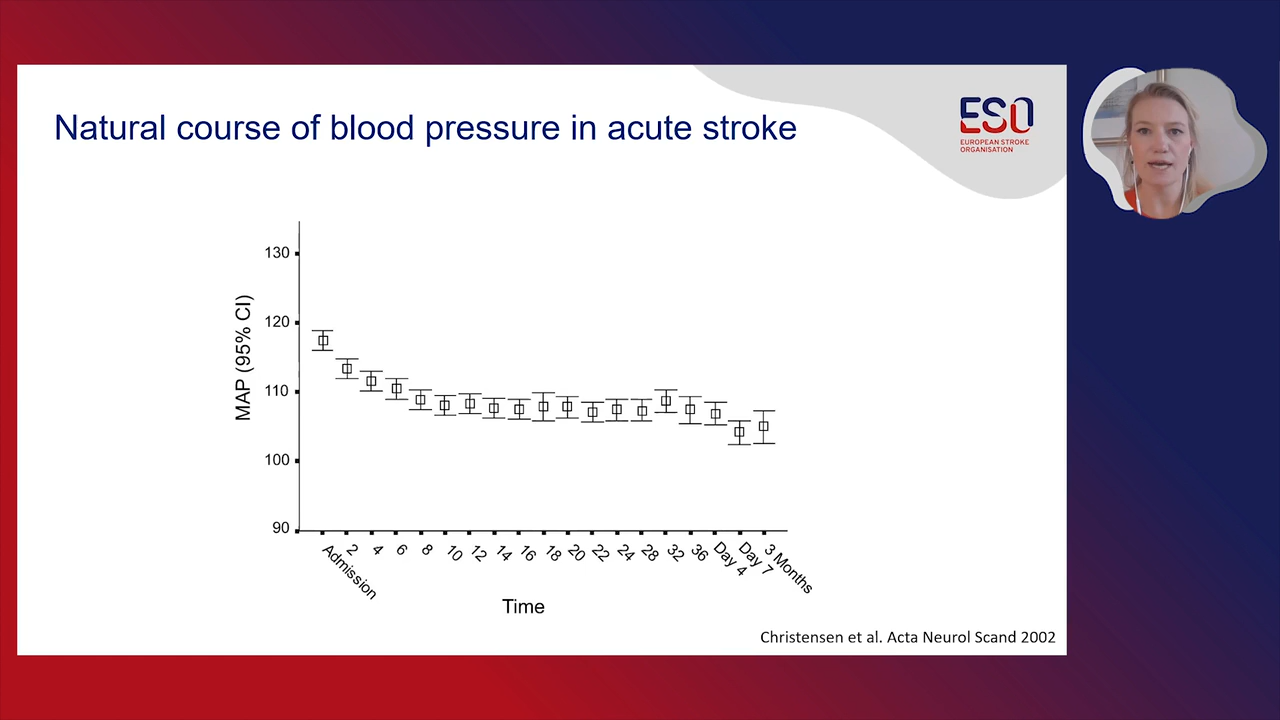 Natural course of blood pressure in acute stroke
ESO
EUROPEAN STROKE
ORGANISATION
MAP (95% CI)
130
120
110
100
90
Admission
2
4
6
8
10
12
14
16
18
20
22
24
28
32
36
Day 4
Day 7
3 Months
Time
Christensen et al. Acta Neurol Scand 2002